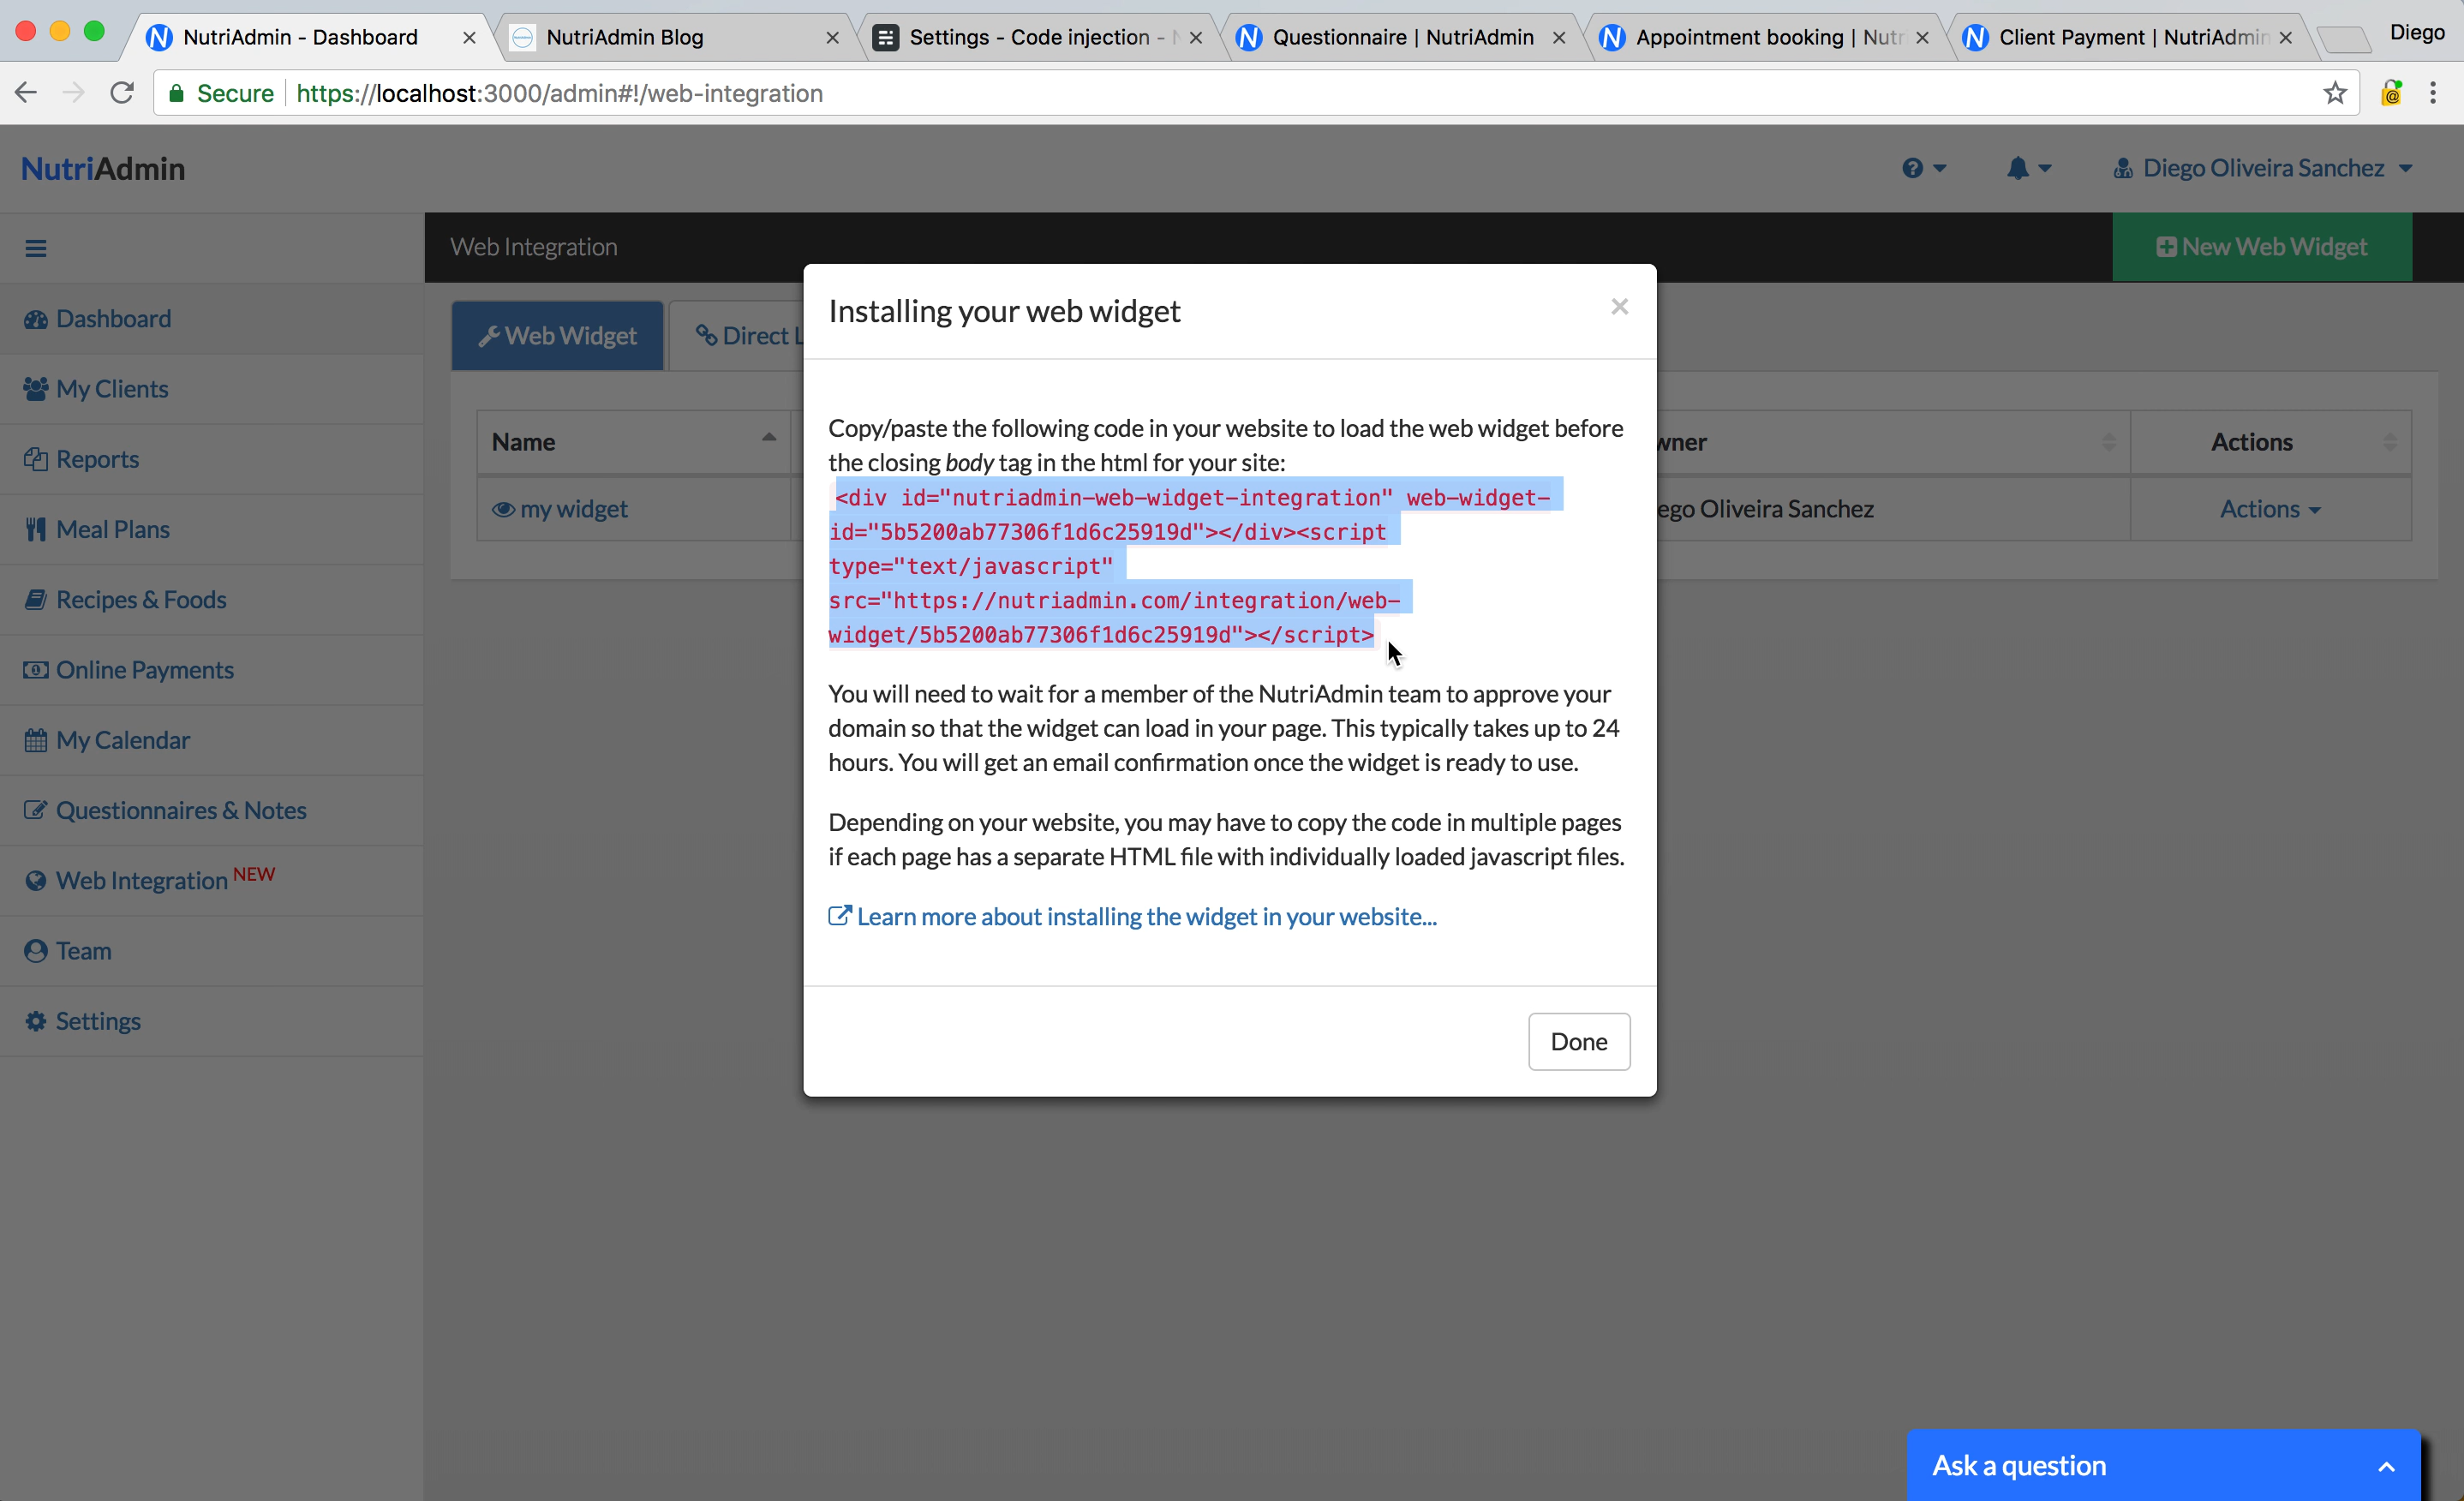 NutriAdmin - Dashboard
NutriAdmin Blog
Settings - Code injection -
Questionnaire | NutriAdmin
Appointment booking | Nutr
Client Payment | NutriAdmin
Diego
Secure
https://localhost:3000/admin#!/web-integration
NutriAdmin
Diego Oliveira Sanchez
Web Integration
New Web Widget
Dashboard
My Clients
Reports
Meal Plans
Recipes & Foods
Online Payments
My Calendar
Questionnaires & Notes
Web Integration NEW
Team
Settings
Web Widget
Direct L
Name
wner
Actions
my widget
ego Oliveira Sanchez
Actions
Installing your web widget
×
Copy/paste the following code in your website to load the web widget before
the closing body tag in the html for your site:
<div id="nutriadmin-web-widget-integration" web-widget-
id="5b5200ab77306f1d6c25919d"></div><script
type="text/javascript"
src="https://nutriadmin.com/integration/web-
widget/5b5200ab77306f1d6c25919d"></script>
You will need to wait for a member of the NutriAdmin team to approve your
domain so that the widget can load in your page. This typically takes up to 24
hours. You will get an email confirmation once the widget is ready to use.
Depending on your website, you may have to copy the code in multiple pages
if each page has a separate HTML file with individually loaded javascript files.
Learn more about installing the widget in your website...
Done
Ask a question